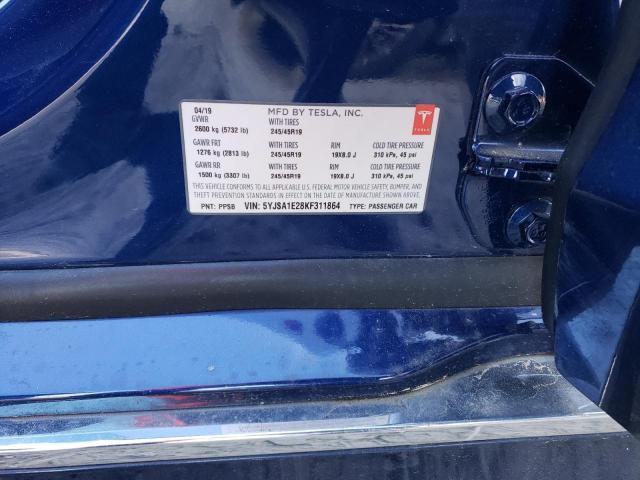 04/19 MFD BY TESLA, INC.
GVWR WITH TIRES
2600 kg (5732 lb) 245/45R19
TESLA
GAWR FRT WITH TIRES RIM COLD TIRE PRESSURE
1276 kg (2813 lb) 245/45R19 19X8.0 J 310 kPa, 45 psi
GAWR RR WITH TIRES RIM COLD TIRE PRESSURE
1500 kg (3307 lb) 245/45R19 19X8.0 J 310 kPa, 45 psi
THIS VEHICLE CONFORMS TO ALL APPLICABLE U.S. FEDERAL MOTOR VEHICLE SAFETY, BUMPER, AND
THEFT PREVENTION STANDARDS IN EFFECT ON THE DATE OF MANUFACTURE SHOWN ABOVE.
PNT: PPSB VIN: 5YJSA1E28KF311864 TYPE: PASSENGER CAR